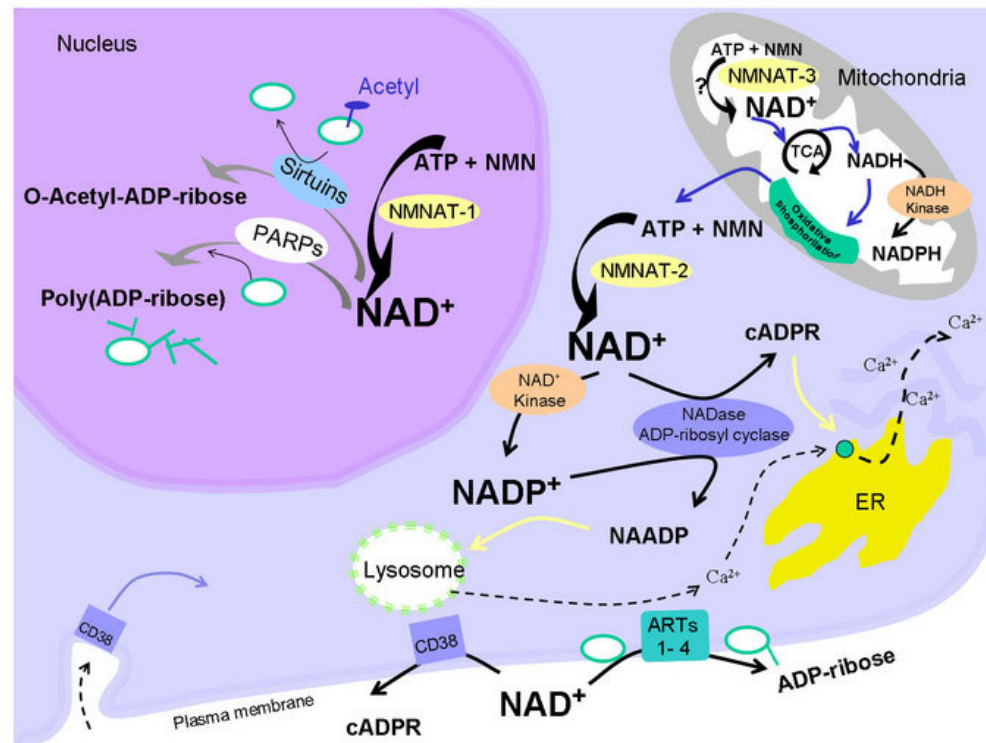 Nucleus
Acetyl
Sirtuins
O-Acetyl-ADP-ribose
PARPs
Poly(ADP-ribose)
ATP + NMN
NMNAT-1
NAD⁺
ATP + NMN
NMNAT-3
?
NAD⁺
Mitochondria
TCA
NADH
NADH
Kinase
Oxidative
phosphorilation
NADPH
ATP + NMN
NMNAT-2
NAD⁺
cADPR
Ca²⁺
Ca²⁺
Ca²⁺
NAD⁺
Kinase
NADase
ADP-ribosyl cyclase
ER
NADP⁺
NAADP
Lysosome
Ca²⁺
CD38
CD38
ARTs
1- 4
NAD⁺
ADP-ribose
Plasma membrane
cADPR